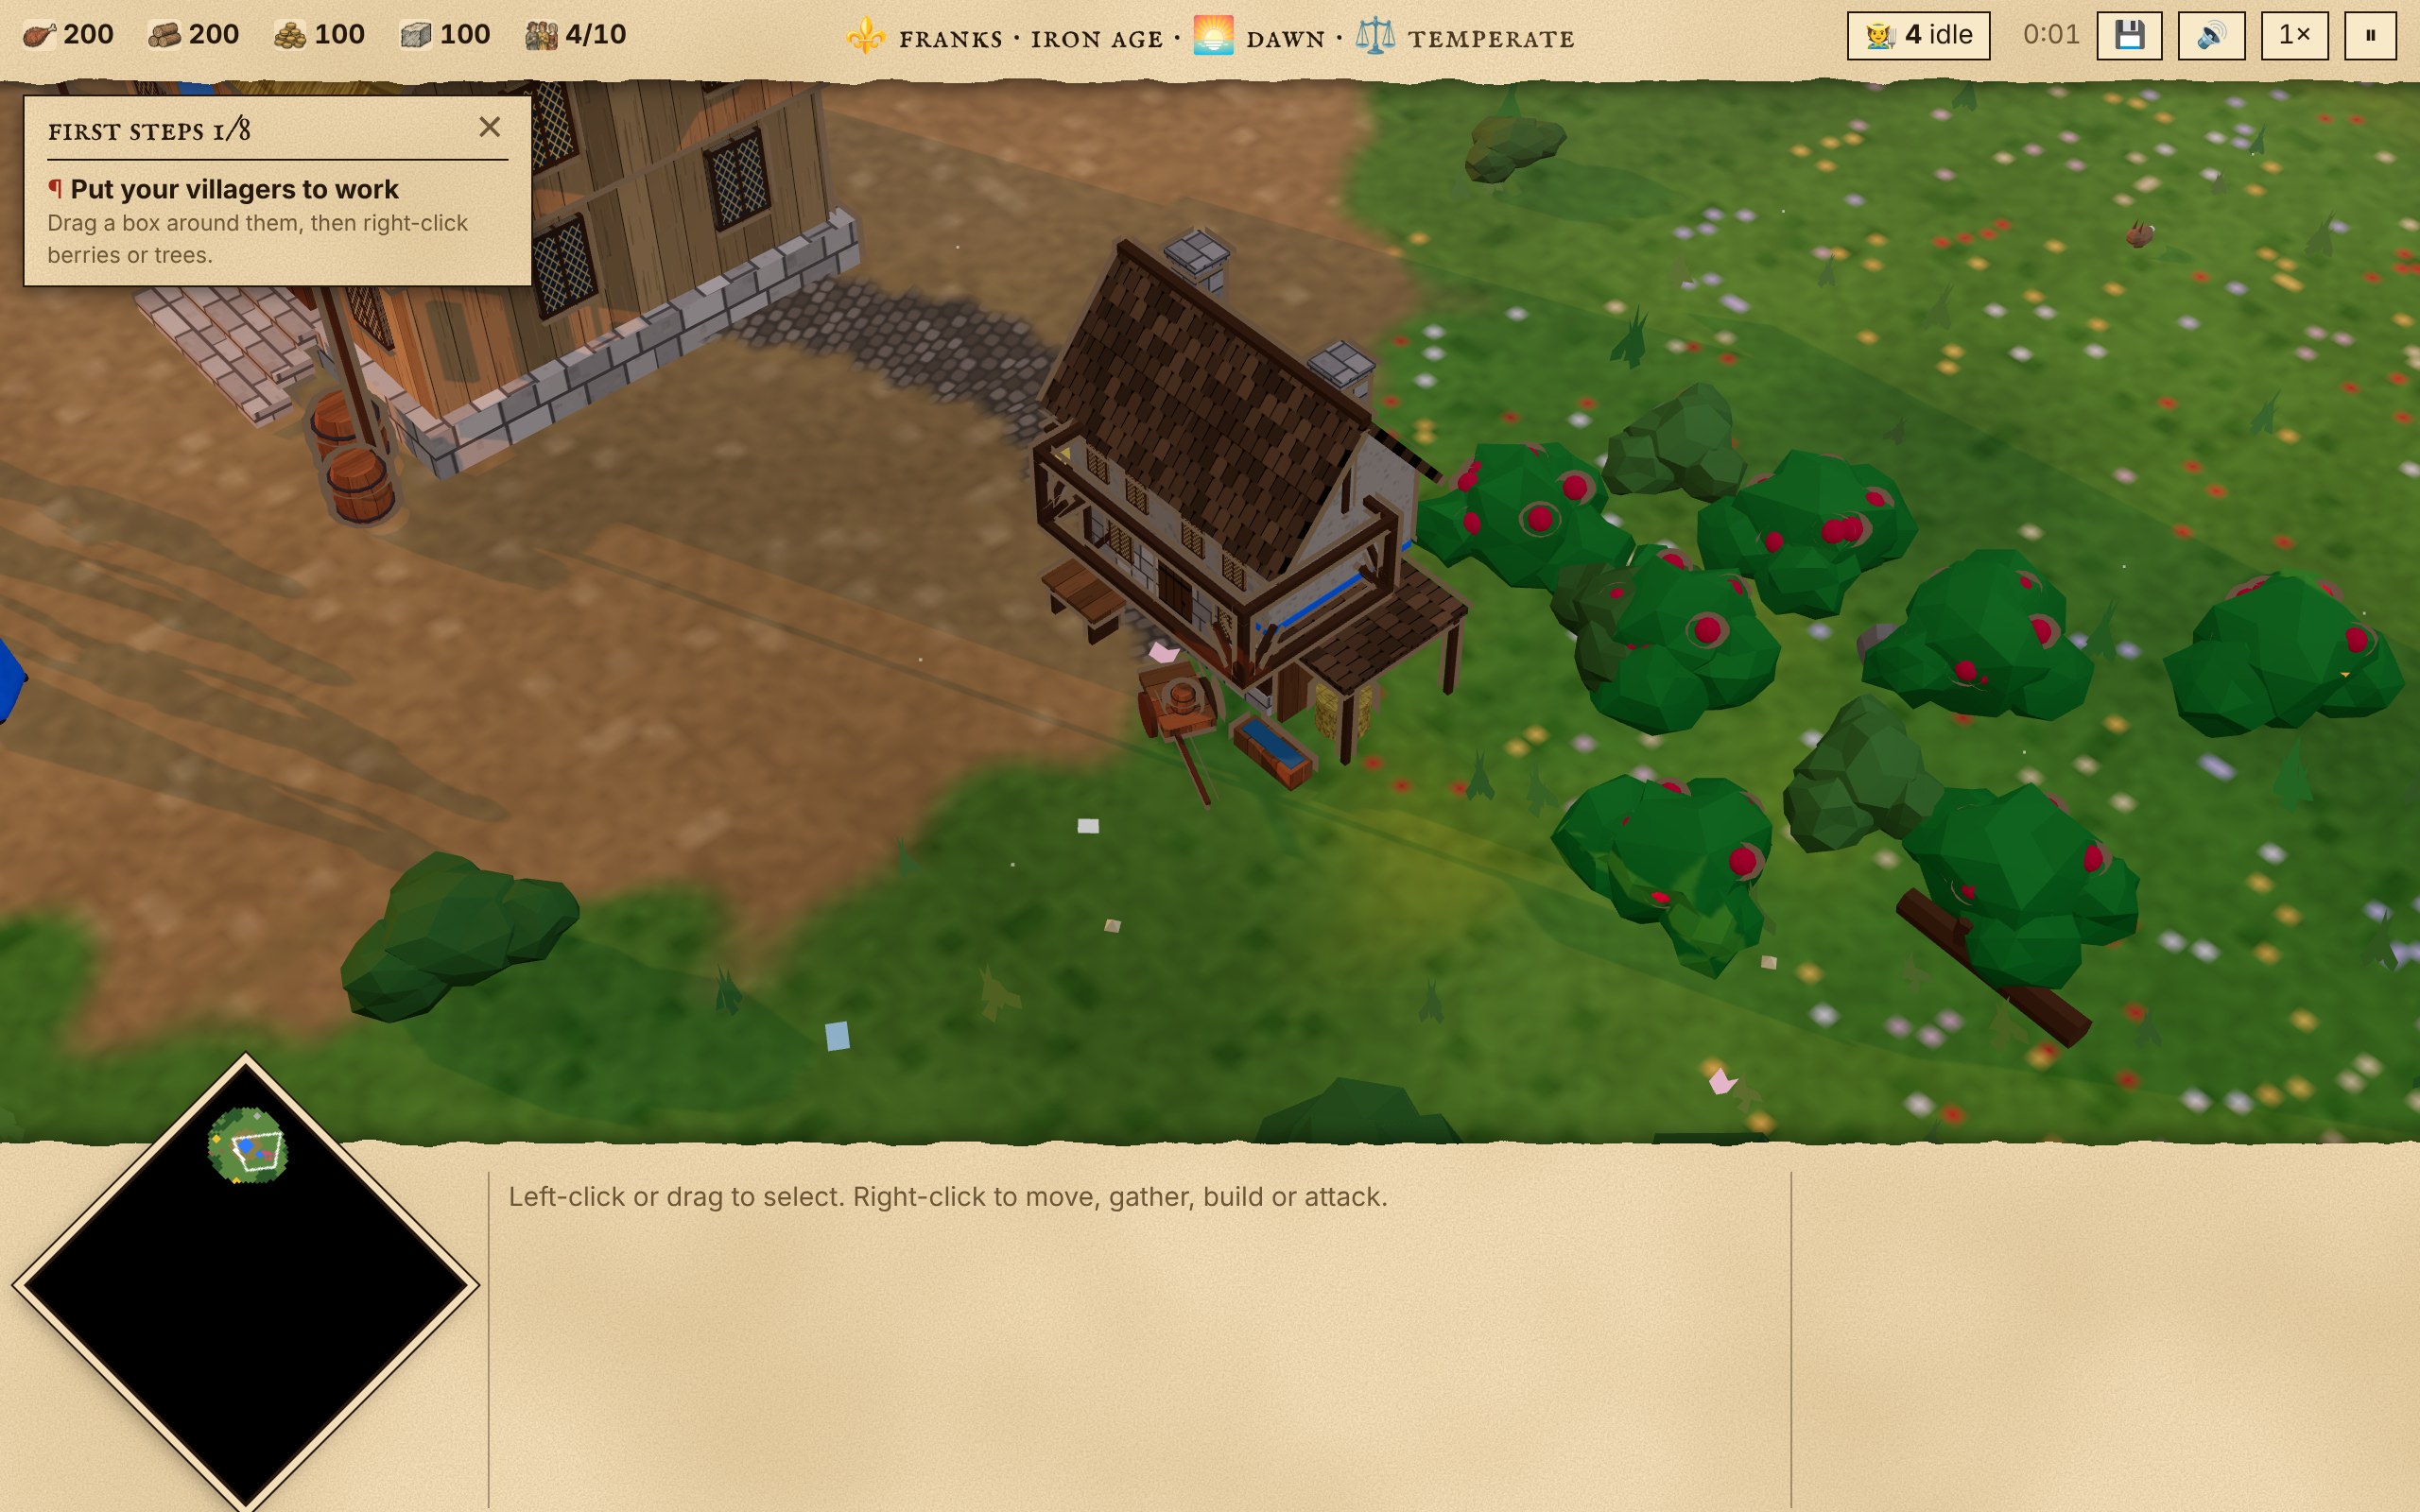 200 200 100 100 4/10
FRANKS · IRON AGE · DAWN · TEMPERATE
4 idle 0:01 1×
FIRST STEPS 1/8
¶ Put your villagers to work
Drag a box around them, then right-click
berries or trees.
Left-click or drag to select. Right-click to move, gather, build or attack.